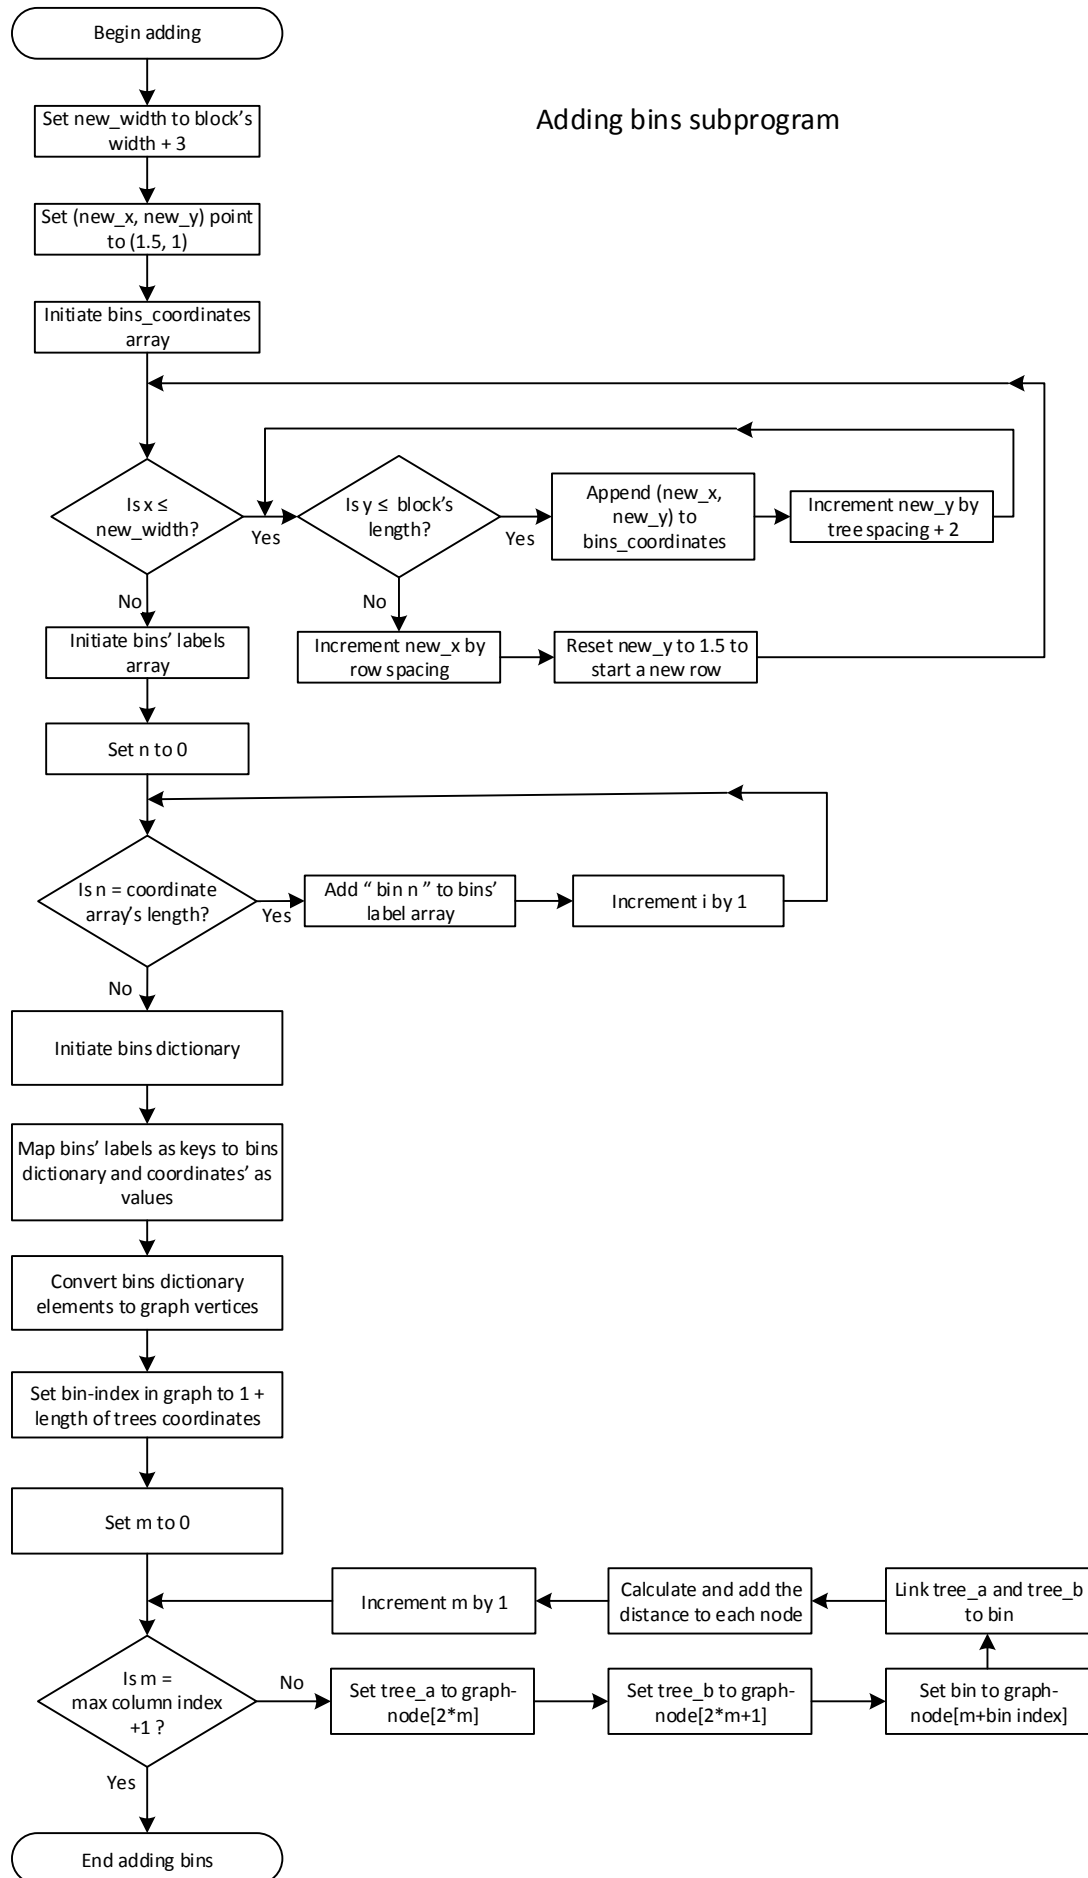 Begin adding
Adding bins subprogram
Set new_width to block's
width + 3
Set (new_x, new_y) point
to (1.5, 1)
Initiate bins_coordinates
array
Is x ≤
new_width?
Yes
Is y ≤ block's
length?
Yes
Append (new_x,
new_y) to
bins_coordinates
Increment new_y by
tree spacing + 2
No
No
Initiate bins' labels
array
Increment new_x by
row spacing
Reset new_y to 1.5 to
start a new row
Set n to 0
Is n = coordinate
array's length?
Yes
Add " bin n " to bins'
label array
Increment i by 1
No
Initiate bins dictionary
Map bins' labels as keys to bins
dictionary and coordinates' as
values
Convert bins dictionary
elements to graph vertices
Set bin-index in graph to 1 +
length of trees coordinates
Set m to 0
Increment m by 1
Calculate and add the
distance to each node
Link tree_a and tree_b
to bin
Is m =
max column index
+1 ?
No
Set tree_a to graph-
node[2*m]
Set tree_b to graph-
node[2*m+1]
Set bin to graph-
node[m+bin index]
Yes
End adding bins